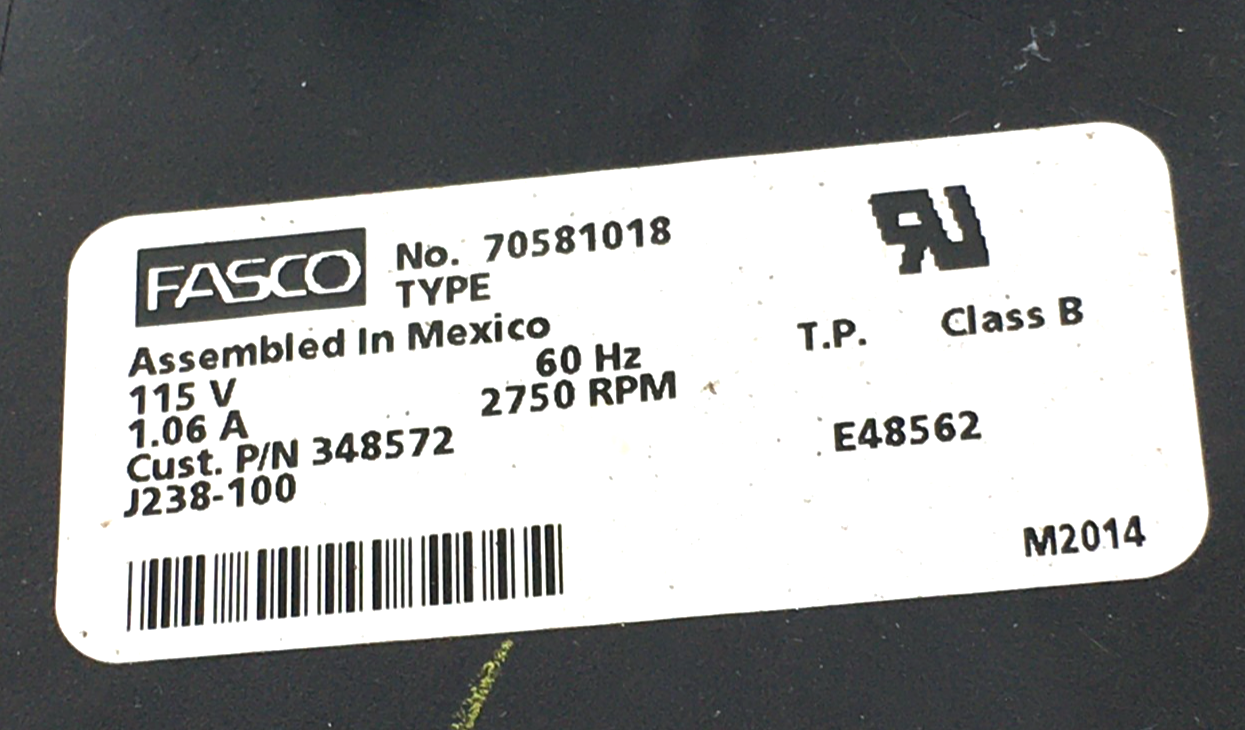 FASCO
No. 70581018
TYPE
Assembled In Mexico
115 V 60 Hz
1.06 A 2750 RPM
Cust. P/N 348572
J238-100
RU
T.P. Class B
E48562
M2014